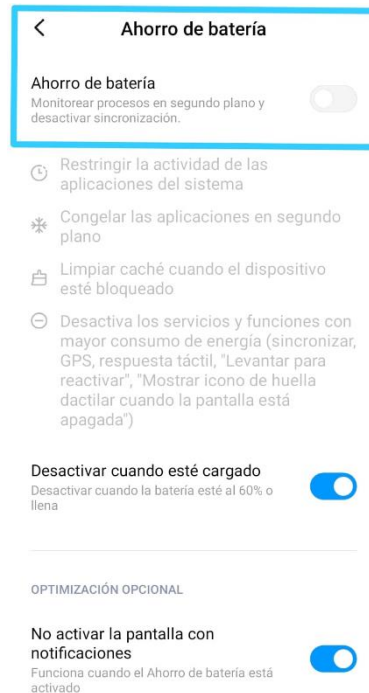 Ahorro de batería
Ahorro de batería
Monitorear procesos en segundo plano y
desactivar sincronización.
Restringir la actividad de las
aplicaciones del sistema
Congelar las aplicaciones en segundo
plano
Limpiar caché cuando el dispositivo
esté bloqueado
Desactiva los servicios y funciones con
mayor consumo de energía (sincronizar,
GPS, respuesta táctil, "Levantar para
reactivar", "Mostrar icono de huella
dactilar cuando la pantalla está
apagada")
Desactivar cuando esté cargado
Desactivar cuando la batería esté al 60% o
llena
OPTIMIZACIÓN OPCIONAL
No activar la pantalla con
notificaciones
Funciona cuando el Ahorro de batería está
activado